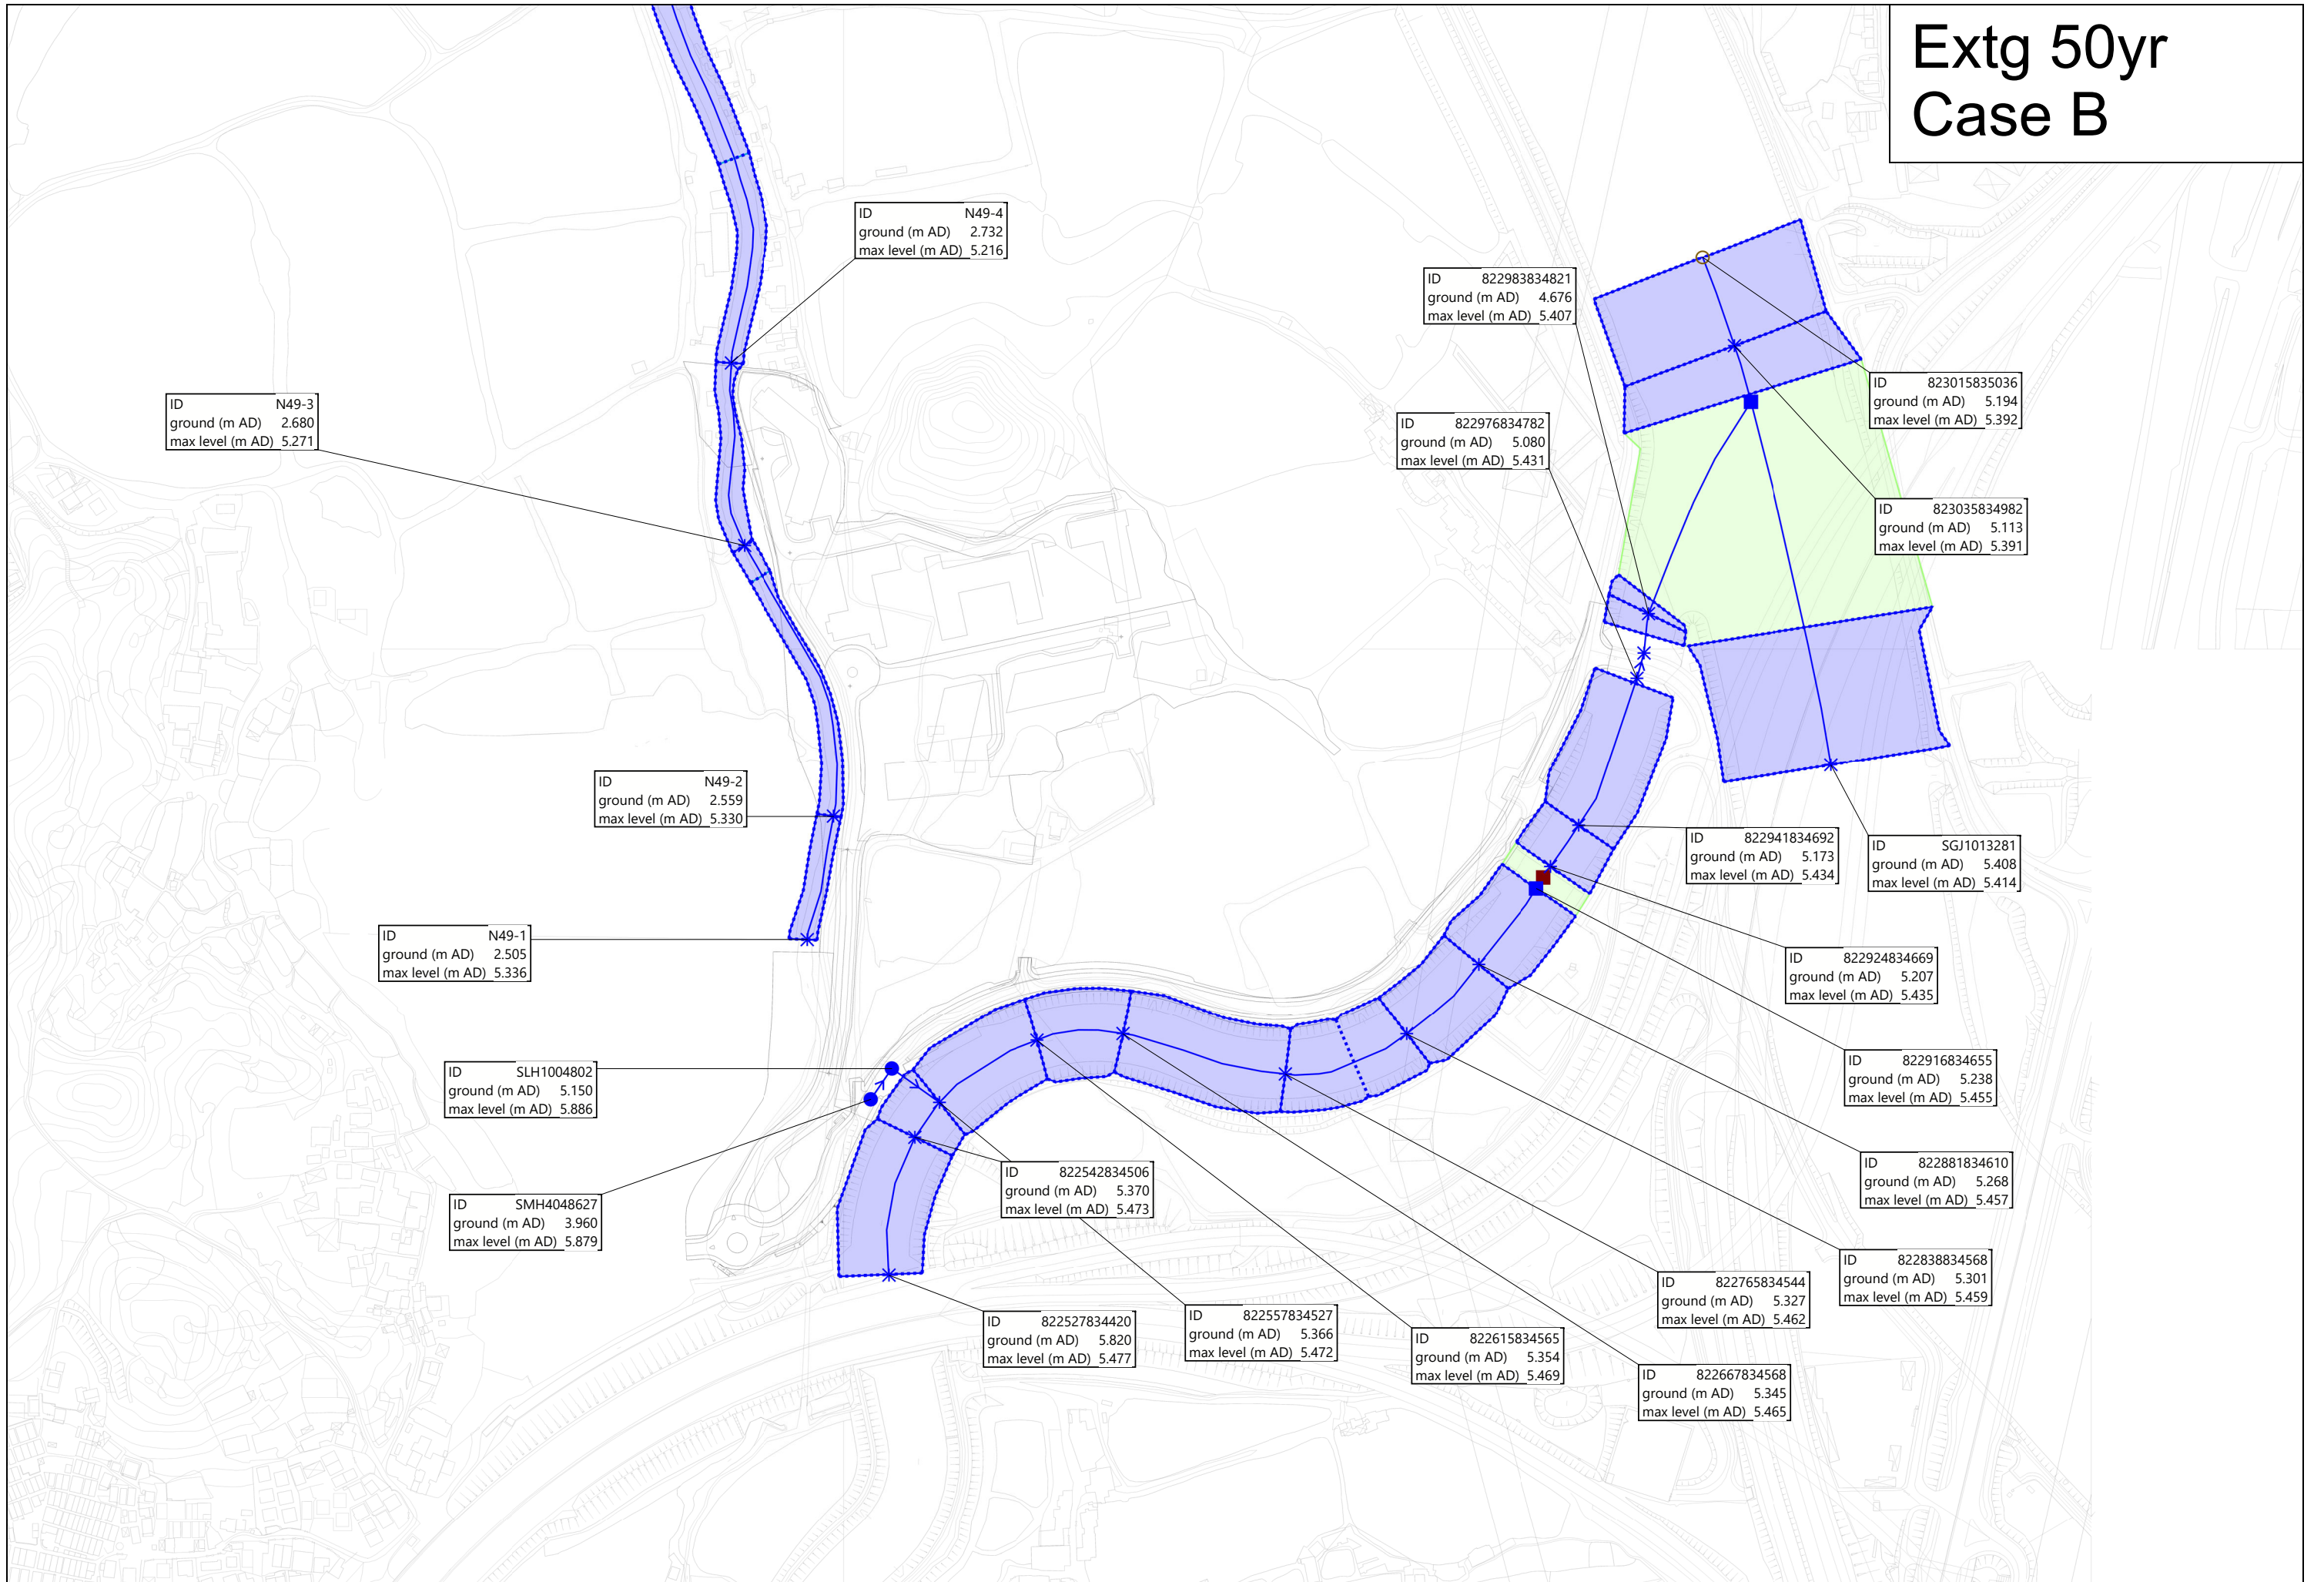 Extg 50yr
Case B
ID N49-4
ground (m AD) 2.732
max level (m AD) 5.216
ID 822983834821
ground (m AD) 4.676
max level (m AD) 5.407
ID 823015835036
ground (m AD) 5.194
max level (m AD) 5.392
ID N49-3
ground (m AD) 2.680
max level (m AD) 5.271
ID 822976834782
ground (m AD) 5.080
max level (m AD) 5.431
ID 823035834982
ground (m AD) 5.113
max level (m AD) 5.391
ID N49-2
ground (m AD) 2.559
max level (m AD) 5.330
ID 822941834692
ground (m AD) 5.173
max level (m AD) 5.434
ID SGJ1013281
ground (m AD) 5.408
max level (m AD) 5.414
ID N49-1
ground (m AD) 2.505
max level (m AD) 5.336
ID 822924834669
ground (m AD) 5.207
max level (m AD) 5.435
ID SLH1004802
ground (m AD) 5.150
max level (m AD) 5.886
ID 822916834655
ground (m AD) 5.238
max level (m AD) 5.455
ID 822542834506
ground (m AD) 5.370
max level (m AD) 5.473
ID 822881834610
ground (m AD) 5.268
max level (m AD) 5.457
ID SMH4048627
ground (m AD) 3.960
max level (m AD) 5.879
ID 822838834568
ground (m AD) 5.301
max level (m AD) 5.459
ID 822765834544
ground (m AD) 5.327
max level (m AD) 5.462
ID 822527834420
ground (m AD) 5.820
max level (m AD) 5.477
ID 822557834527
ground (m AD) 5.366
max level (m AD) 5.472
ID 822615834565
ground (m AD) 5.354
max level (m AD) 5.469
ID 822667834568
ground (m AD) 5.345
max level (m AD) 5.465